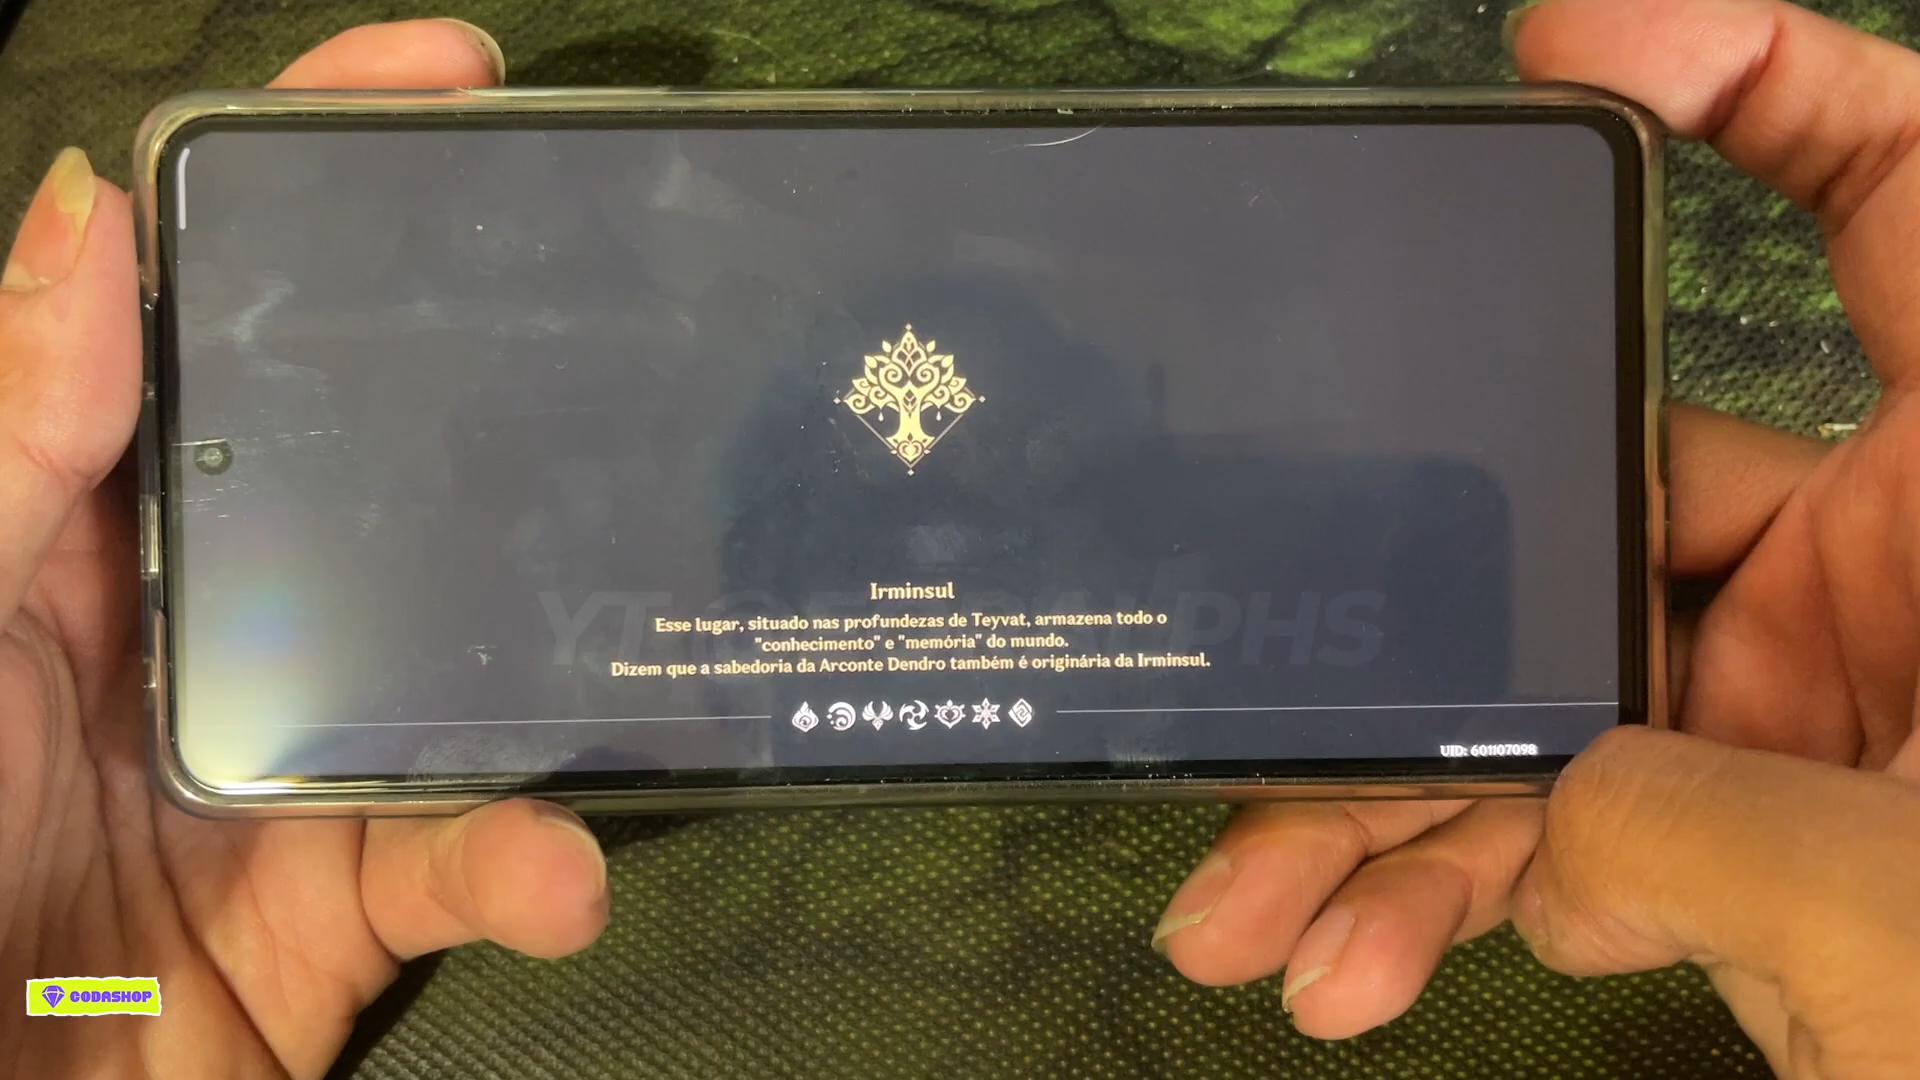 Irminsul
Esse lugar, situado nas profundezas de Teyvat, armazena todo o
"conhecimento" e "memória" do mundo.
Dizem que a sabedoria da Arconte Dendro também é originária da Irminsul.
UID: 601107098
CODASHOP